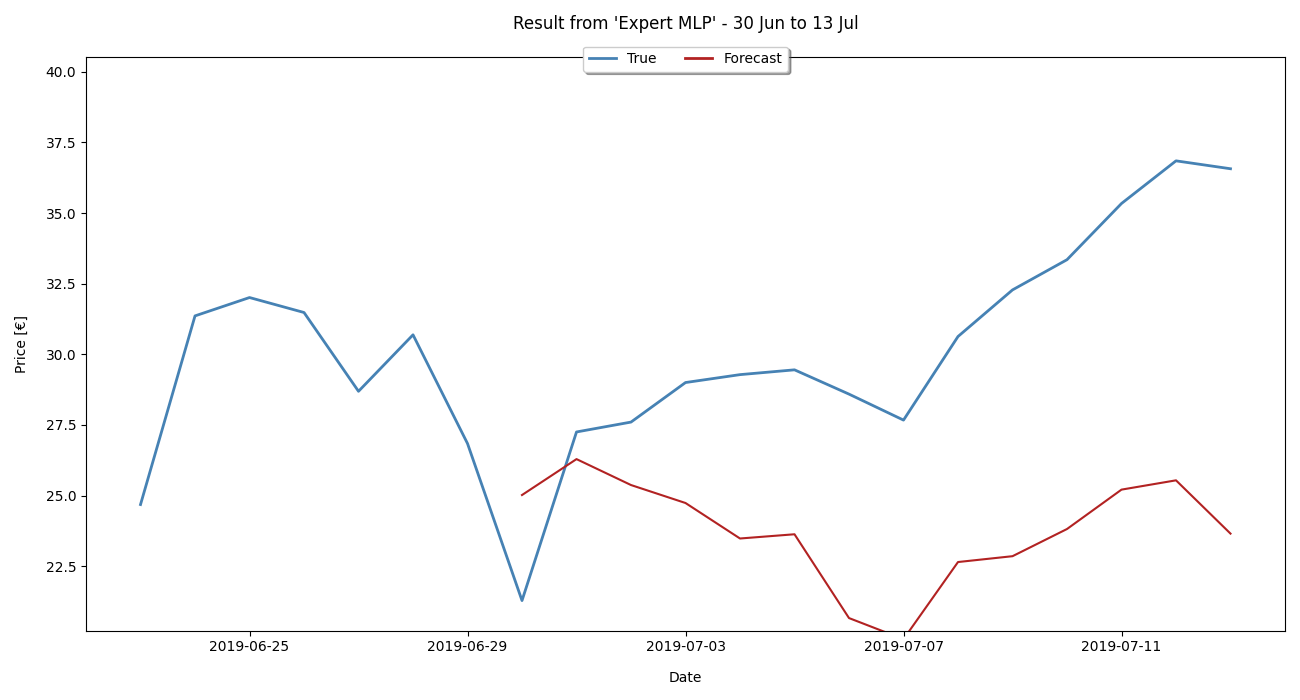 Result from 'Expert MLP' - 30 Jun to 13 Jul
True Forecast
40.0
37.5
35.0
32.5
30.0
27.5
25.0
22.5
Price [€]
2019-06-25 2019-06-29 2019-07-03 2019-07-07 2019-07-11
Date